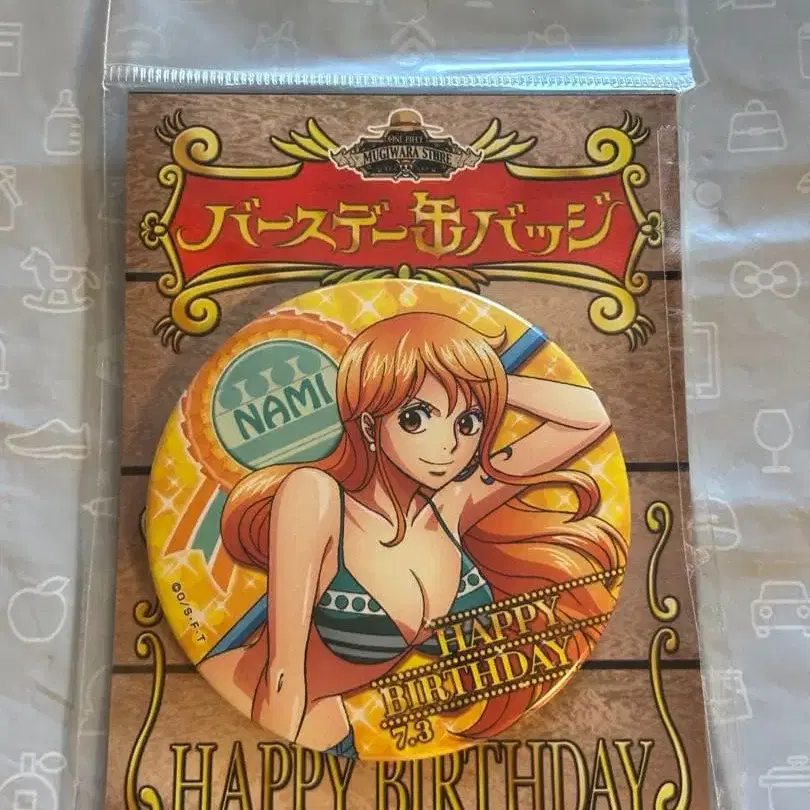 ONE PIECE
MUGIWARA STORE
バースデー缶バッジ
NAMI
©O/S・F・T
HAPPY
BIRTHDAY
7.3
HAPPY BIRTHDAY